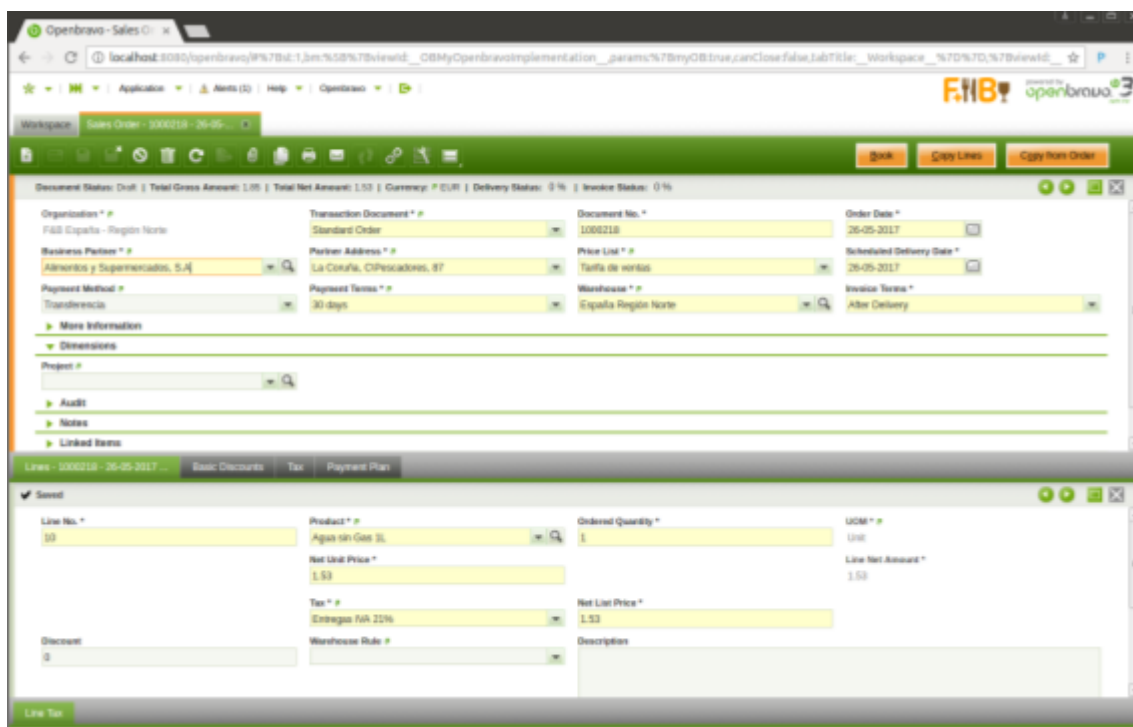 Openbravo - Sales O
localhost:8080/openbravo/#%7Bst:1,bm:%5B%7BviewId:_OBMyOpenbravoImplementation__,params:%7BmyOB:true,canClose:false,tabTitle:_Workspace_%7D%7D,%7BviewId:_
Application Alerts (1) Help Openbravo
F&B powered by openbravo 3
Workspace Sales Order - 1000218 - 26-05-...
Book Copy Lines Copy from Order
Document Status: Draft | Total Gross Amount: 1.85 | Total Net Amount: 1.53 | Currency: EUR | Delivery Status: 0 % | Invoice Status: 0 %
Organization * Transaction Document * Document No. * Order Date *
F&B España - Región Norte Standard Order 1000218 26-05-2017
Business Partner * Partner Address * Price List * Scheduled Delivery Date *
Alimentos y Supermercados, S.A La Coruña, C\Pescadores, 87 Tarifa de ventas 26-05-2017
Payment Method Payment Terms * Warehouse * Invoice Terms *
Transferencia 30 days España Región Norte After Delivery
More Information
Dimensions
Project
Audit
Notes
Linked Items
Lines - 1000218 - 26-05-2017 ... Basic Discounts Tax Payment Plan
Saved
Line No. * Product * Ordered Quantity * UOM *
10 Agua sin Gas 1L 1 Unit
Net Unit Price * Line Net Amount *
1.53 1.53
Tax * Net List Price *
Entregas IVA 21% 1.53
Discount Warehouse Rule Description
0
Line Tax